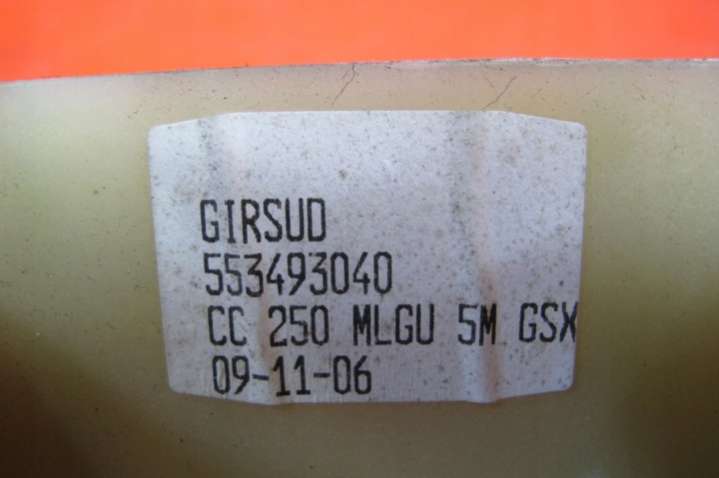 GIRSUD
553493040
CC 250 MLGU 5M GSX
09-11-06